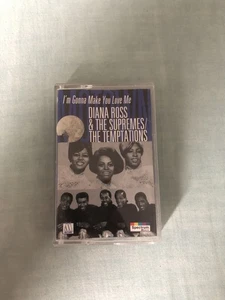 I'm Gonna Make You Love Me
DIANA ROSS
& THE SUPREMES/
THE TEMPTATIONS